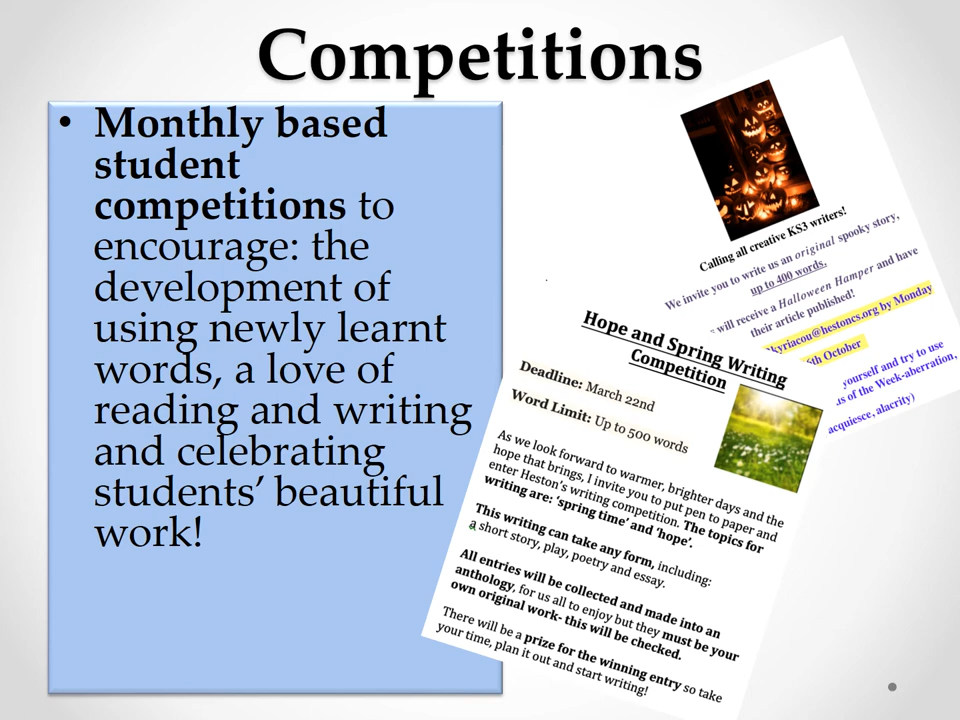 Competitions
• Monthly based
student
competitions to
encourage: the
development of
using newly learnt
words, a love of
reading and writing
and celebrating
students’ beautiful
work!
Calling all creative KS3 writers!
We invite you to write us an original spooky story,
up to 400 words.
will receive a Halloween Hamper and have
their article published!
kyriacou@hestoncs.org by Monday
6th October
yourself and try to use
of the Week-aberration,
acquiesce, alacrity)
Hope and Spring Writing
Competition
Deadline: March 22nd
Word Limit: Up to 500 words
As we look forward to warmer, brighter days and the
hope that brings, I invite you to put pen to paper and
enter Heston’s writing competition. The topics for
writing are: ‘spring time’ and ‘hope’.
This writing can take any form, including:
a short story, play, poetry and essay.
All entries will be collected and made into an
anthology, for us all to enjoy but they must be your
own original work- this will be checked.
There will be a prize for the winning entry so take
your time, plan it out and start writing!